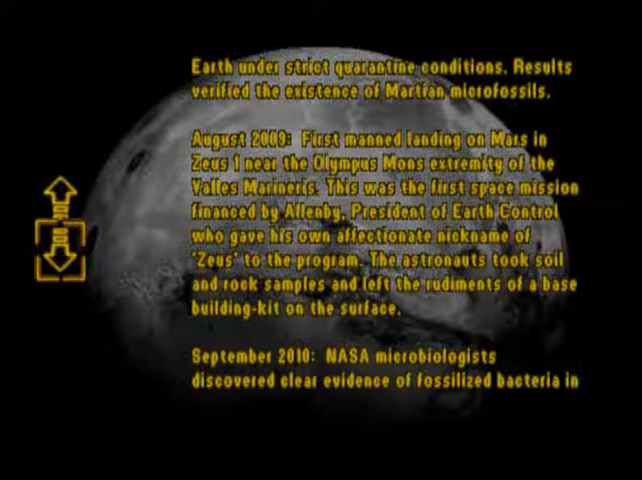 Earth under strict quarantine conditions. Results
verified the existence of Martian microfossils.
August 2009: First manned landing on Mars in
Zeus 1 near the Olympus Mons extremity of the
Valles Marineris. This was the first space mission
financed by Allenby, President of Earth Control
who gave his own affectionate nickname of
'Zeus' to the program. The astronauts took soil
and rock samples and left the rudiments of a base
building-kit on the surface.
September 2010: NASA microbiologists
discovered clear evidence of fossilized bacteria in